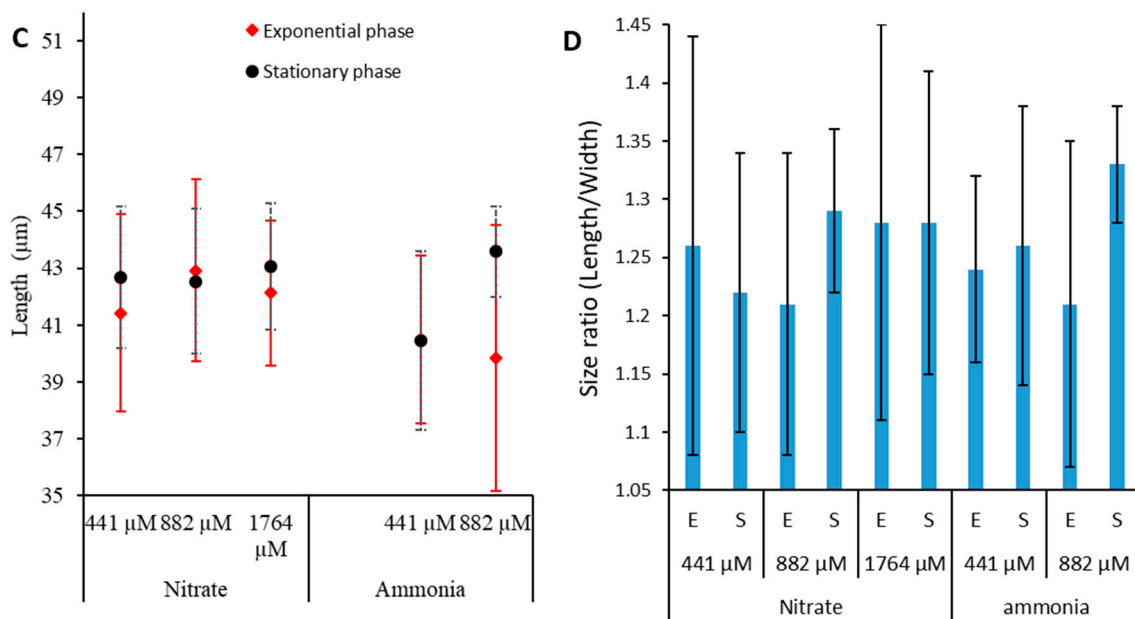 C
Exponential phase
Stationary phase
51
49
47
45
43
41
39
37
35
Length (µm)
441 µM 882 µM 1764 µM 441 µM 882 µM
Nitrate Ammonia
D
1.45
1.4
1.35
1.3
1.25
1.2
1.15
1.1
1.05
Size ratio (Length/Width)
E S E S E S E S E S
441 µM 882 µM 1764 µM 441 µM 882 µM
Nitrate ammonia